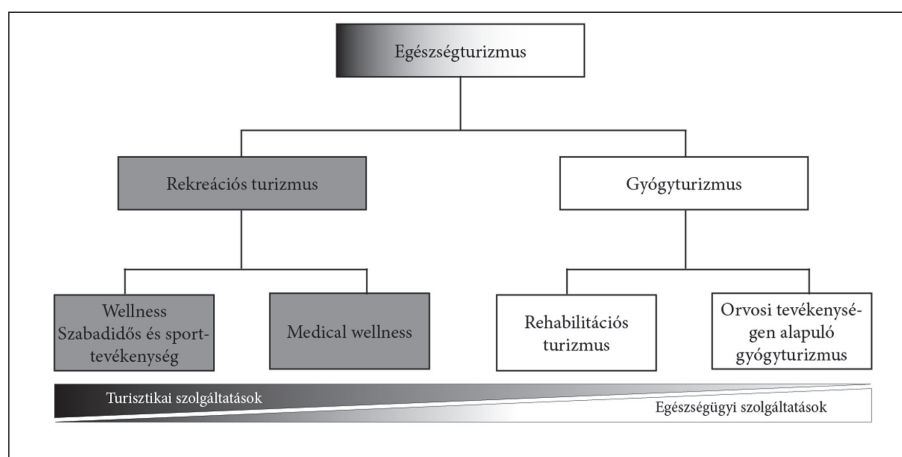 Egészségturizmus
Rekreációs turizmus
Gyógyturizmus
Wellness
Szabadidős és sport-
tevékenység
Medical wellness
Rehabilitációs
turizmus
Orvosi tevékenysé-
gen alapuló
gyógyturizmus
Turisztikai szolgáltatások
Egészségügyi szolgáltatások